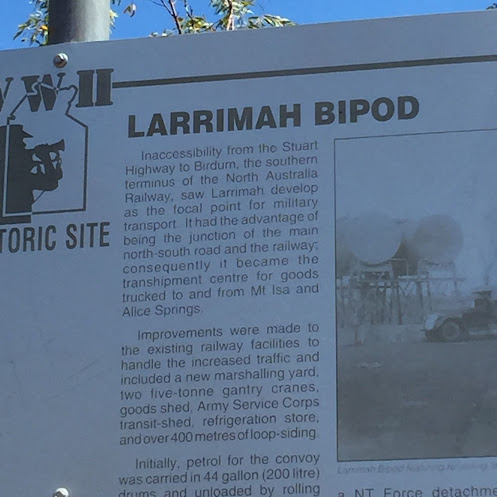 W W II
TORIC SITE
LARRIMAH BIPOD
Inaccessibility from the Stuart
Highway to Birdum, the southern
terminus of the North Australia
Railway, saw Larrimah develop
as the focal point for military
transport. It had the advantage of
being the junction of the main
north-south road and the railway;
consequently it became the
transhipment centre for goods
trucked to and from Mt Isa and
Alice Springs.
Improvements were made to
the existing railway facilities to
handle the increased traffic and
included a new marshalling yard,
two five-tonne gantry cranes,
goods shed, Army Service Corps
transit-shed, refrigeration store,
and over 400 metres of loop-siding.
Initially, petrol for the convoy
was carried in 44 gallon (200 litre)
drums and unloaded by rolling
Larrimah Bipod featuring
a NT Force detachme